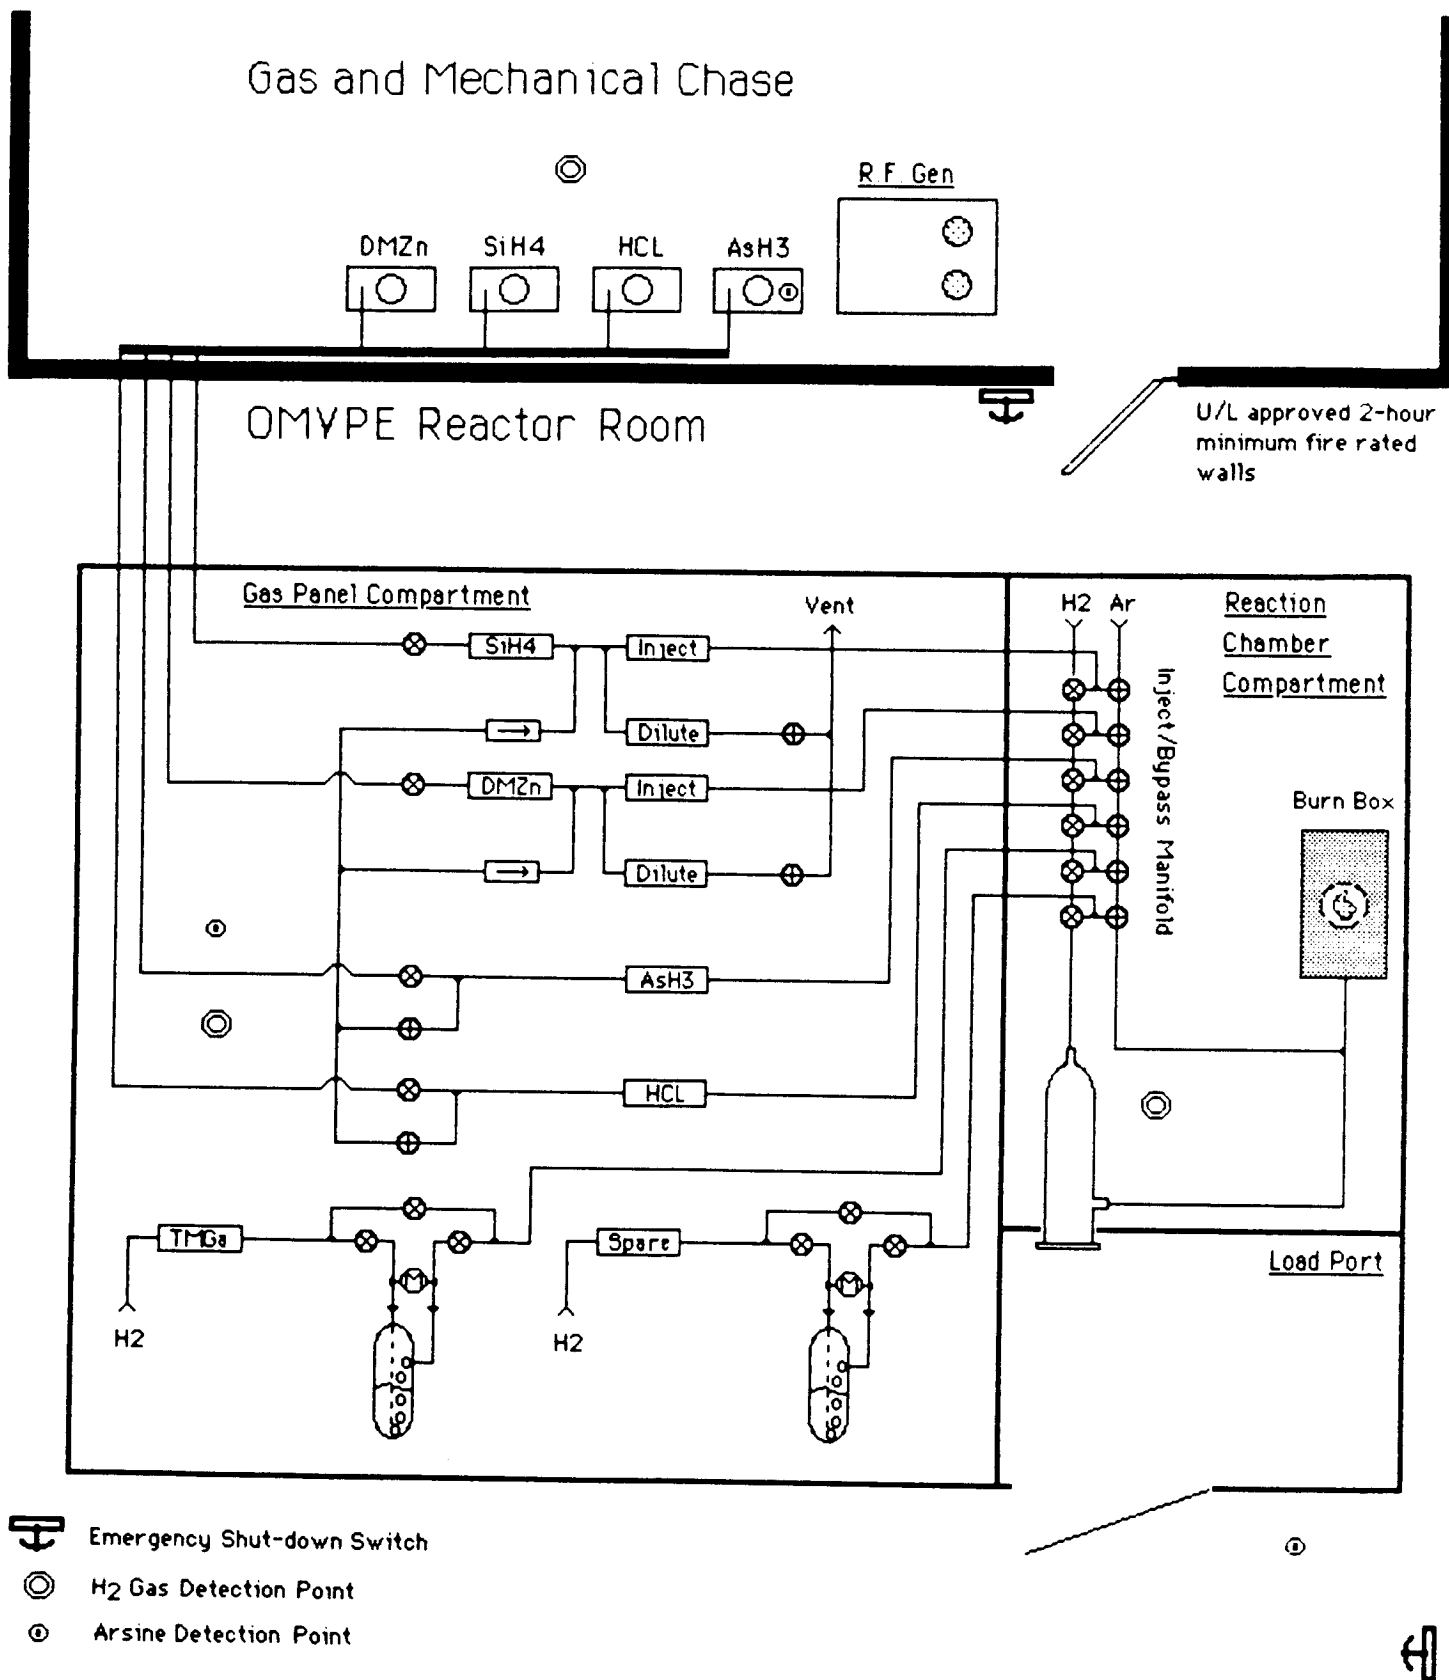 Gas and Mechanical Chase
R.F. Gen
DMZn
SiH4
HCL
AsH3
OMVPE Reactor Room
U/L approved 2-hour
minimum fire rated
walls
Gas Panel Compartment
Vent
H2 Ar
Reaction
Chamber
Compartment
SiH4
Inject
Dilute
DMZn
Inject
Dilute
Inject/Bypass Manifold
Burn Box
AsH3
HCL
TMGa
Spare
Load Port
H2
H2
Emergency Shut-down Switch
H2 Gas Detection Point
Arsine Detection Point